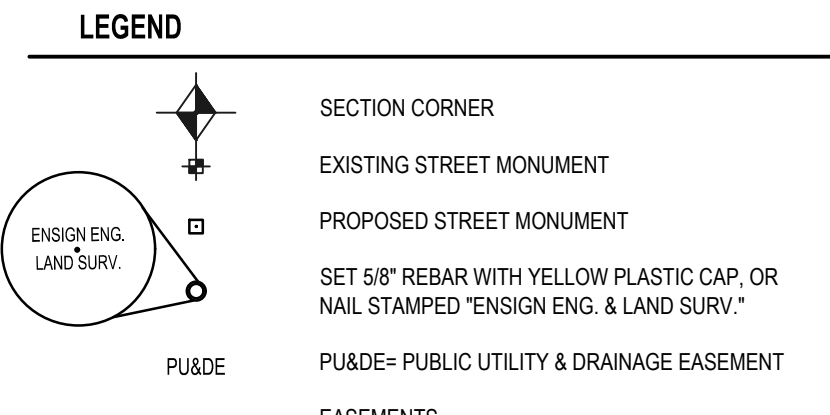 LEGEND
SECTION CORNER
EXISTING STREET MONUMENT
PROPOSED STREET MONUMENT
ENSIGN ENG.
LAND SURV.
SET 5/8" REBAR WITH YELLOW PLASTIC CAP, OR
NAIL STAMPED "ENSIGN ENG. & LAND SURV."
PU&DE
PU&DE= PUBLIC UTILITY & DRAINAGE EASEMENT
EASEMENTS